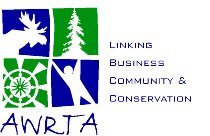 LINKING
BUSINESS
COMMUNITY &
CONSERVATION
AWRTA